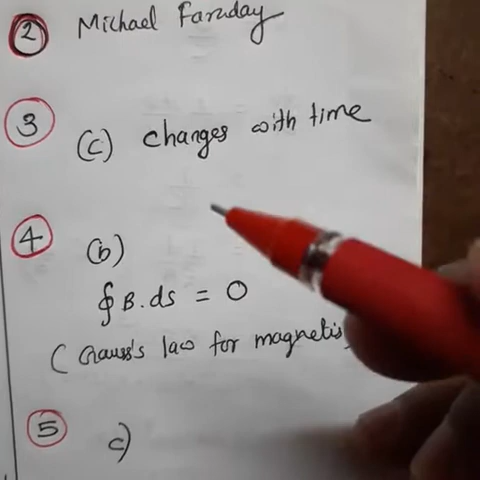 2 Michael Faraday
3 (c) changes with time
4 (b)
∮ B. ds = 0
( Gauss's law for magnetis
5 c)